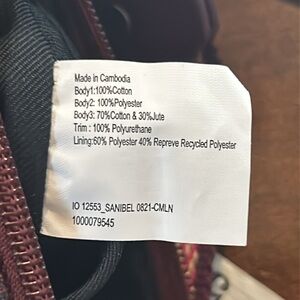 Made in Cambodia
Body1:100%Cotton
Body2: 100%Polyester
Body3: 70%Cotton & 30%Jute
Trim : 100% Polyurethane
Lining:60% Polyester 40% Repreve Recycled Polyester
IO 12553_SANIBEL 0821-CMLN
1000079545